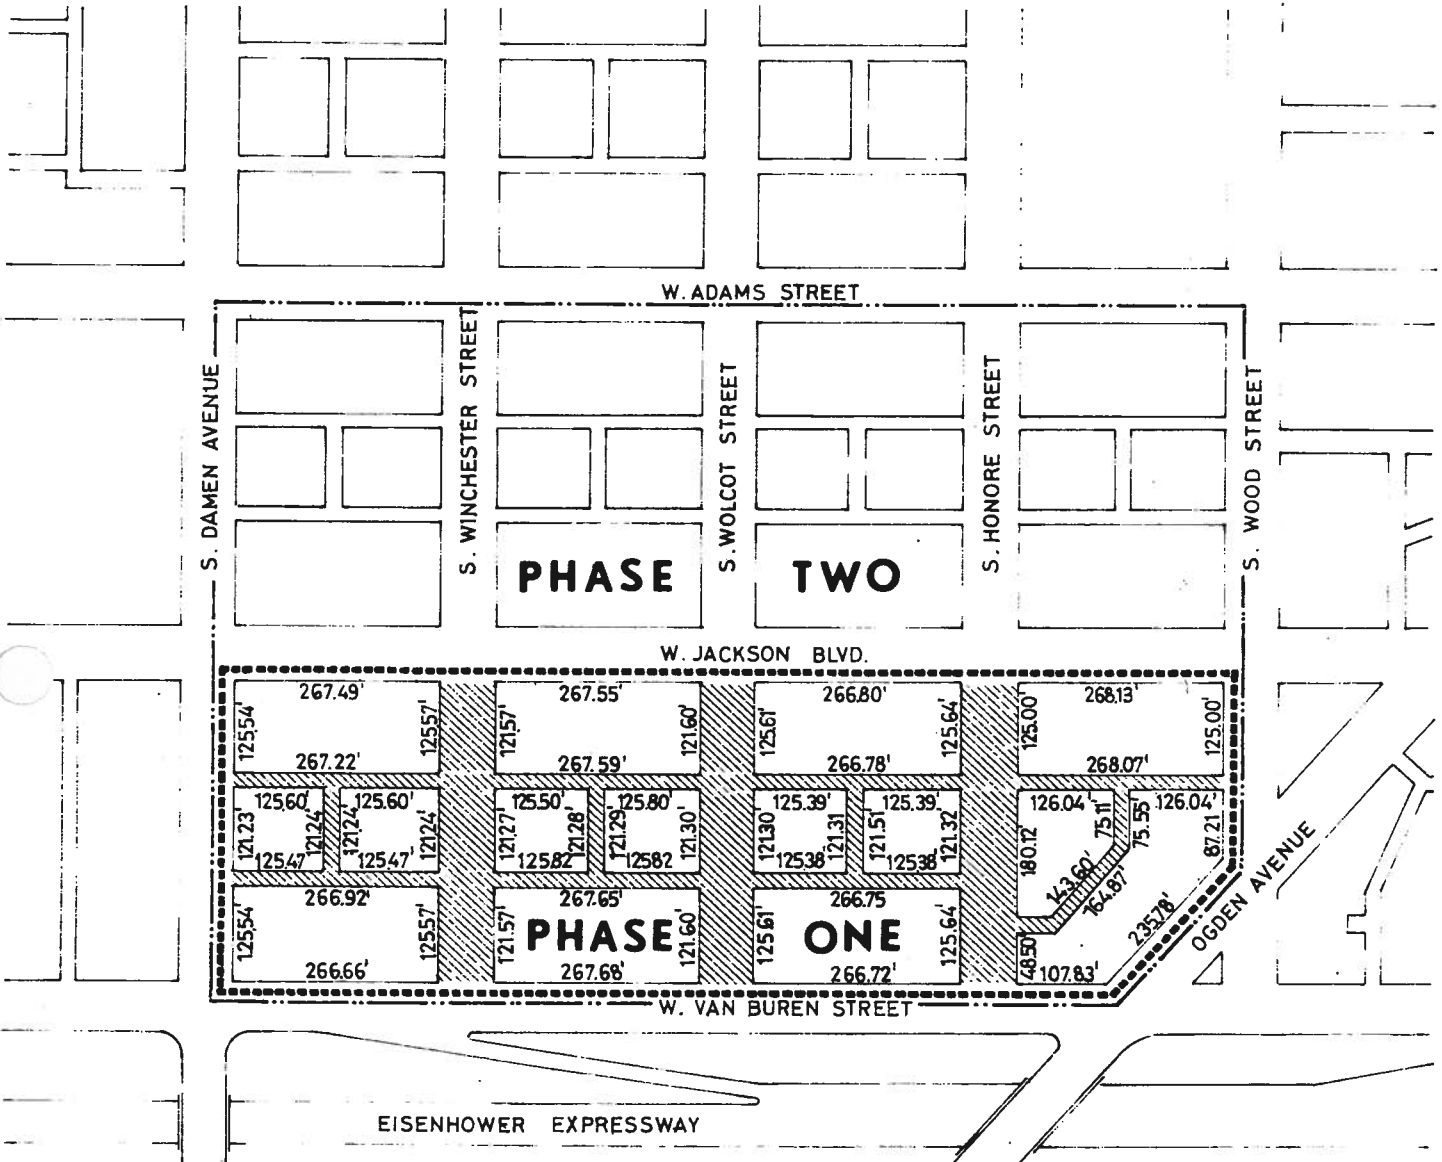 W. ADAMS STREET
S. DAMEN AVENUE
S. WINCHESTER STREET
S. WOLCOT STREET
S. HONORE STREET
S. WOOD STREET
PHASE TWO
W. JACKSON BLVD.
267.49' 267.55' 266.80' 268.13'
125.54' 125.57' 121.57' 121.60' 125.61' 125.64' 125.00' 125.00'
267.22' 267.59' 266.78' 268.07'
125.60' 125.60' 125.50' 125.80' 125.39' 125.39' 126.04' 126.04'
121.23' 121.24' 121.24' 121.24' 121.27' 121.28' 121.29' 121.30' 121.30' 121.31' 121.51' 121.32' 180.12' 75.11' 75.55' 87.21'
125.47' 125.47' 125.82 125.82 125.38' 125.38'
143.60'
164.87'
266.92' 267.65' 266.75
125.54' 125.57' 121.57' 121.60' 125.61' 125.64' 48.50' 235.78'
PHASE ONE
266.66' 267.68' 266.72' 107.83'
OGDEN AVENUE
W. VAN BUREN STREET
EISENHOWER EXPRESSWAY